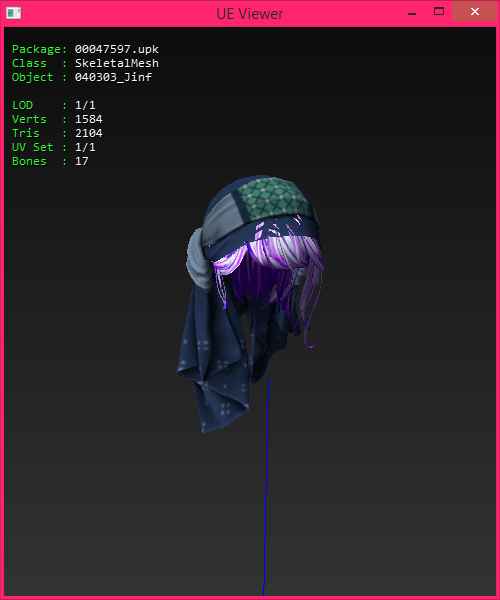 UE Viewer
Package: 00047597.upk
Class : SkeletalMesh
Object : 040303_Jinf
LOD : 1/1
Verts : 1584
Tris : 2104
UV Set : 1/1
Bones : 17